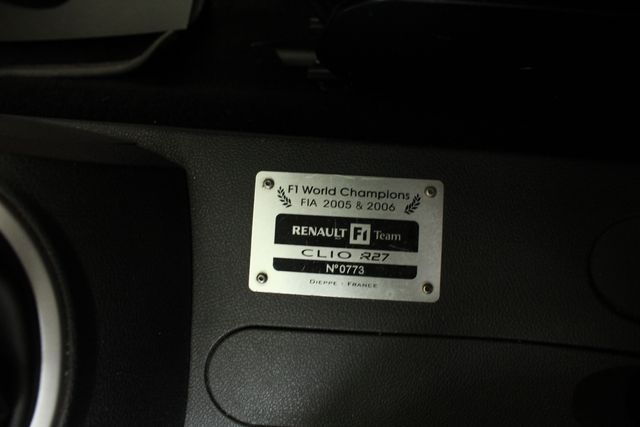 F1 World Champions
FIA 2005 & 2006
RENAULT F1 Team
CLIO R27
N°0773
DIEPPE - FRANCE